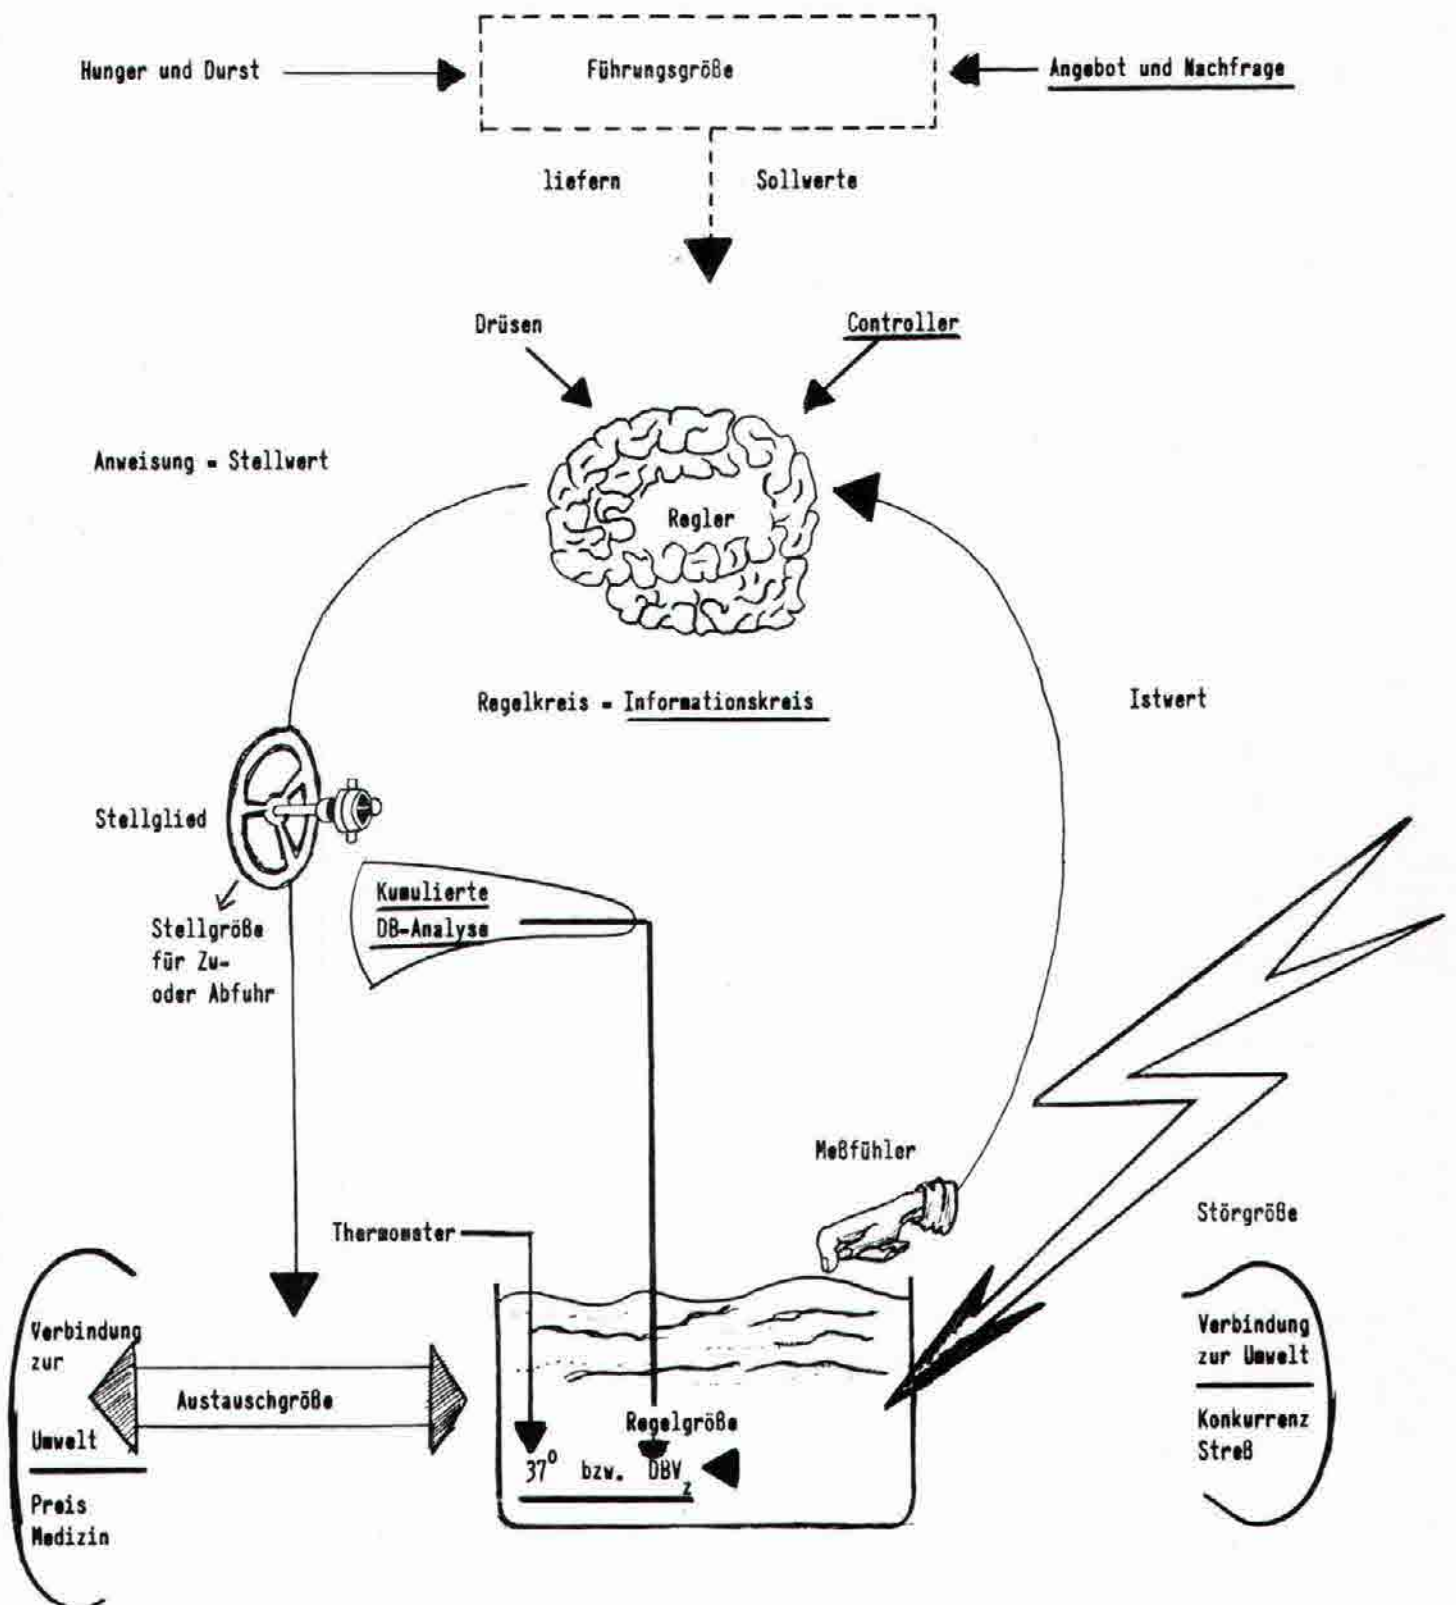 Hunger und Durst
Führungsgröße
Angebot und Nachfrage
liefern Sollwerte
Drüsen
Controller
Anweisung = Stellwert
Regler
Regelkreis = Informationskreis
Istwert
Stellglied
Kumulierte
DB-Analyse
Stellgröße
für Zu-
oder Abfuhr
Meßfühler
Thermometer
Störgröße
Verbindung
zur
Umwelt
Preis
Medizin
Austauschgröße
Regelgröße
37⁰ bzw. DBV_z
Verbindung
zur Umwelt
Konkurrenz
Streß